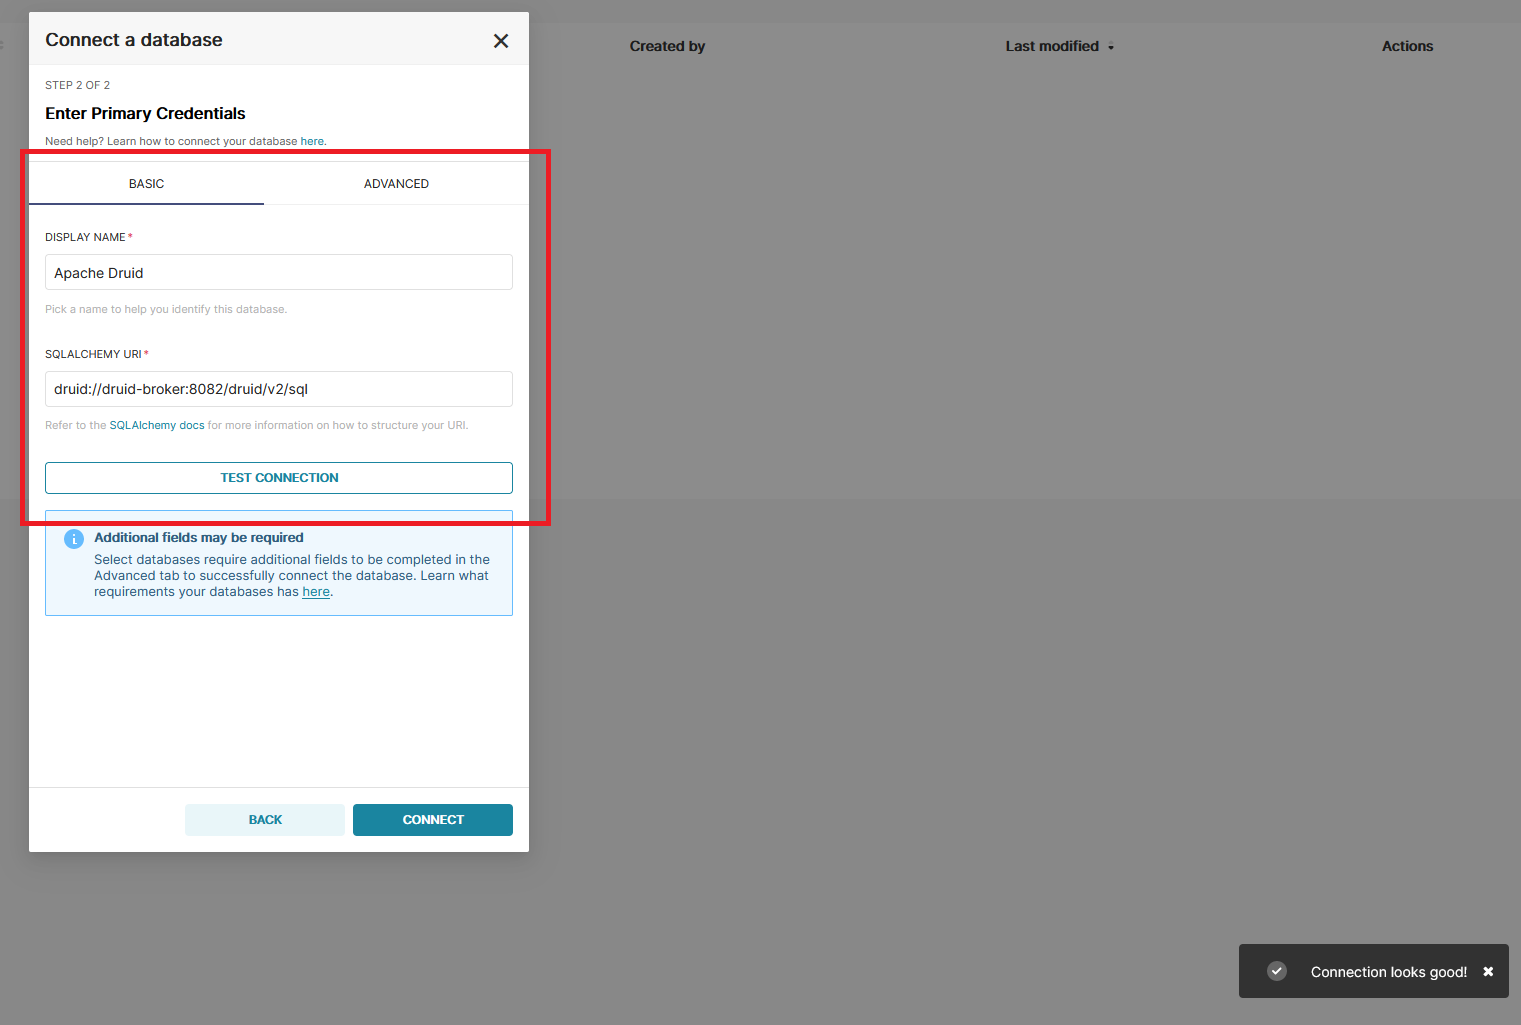 Connect a database
Created by
Last modified
Actions
STEP 2 OF 2
Enter Primary Credentials
Need help? Learn how to connect your database here.
BASIC
ADVANCED
DISPLAY NAME*
Apache Druid
Pick a name to help you identify this database.
SQLALCHEMY URI*
druid://druid-broker:8082/druid/v2/sql
Refer to the SQLAlchemy docs for more information on how to structure your URI.
TEST CONNECTION
Additional fields may be required
Select databases require additional fields to be completed in the
Advanced tab to successfully connect the database. Learn what
requirements your databases has here.
BACK
CONNECT
Connection looks good!